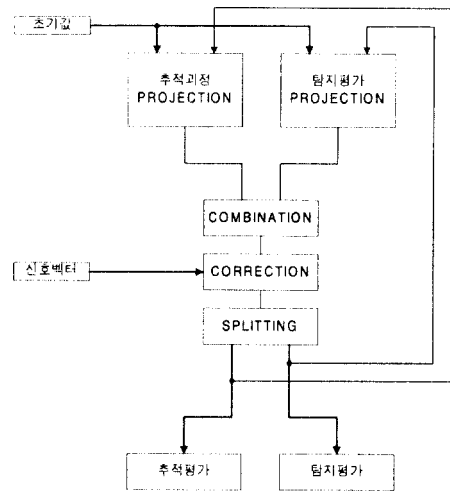 초기값
추적과정
PROJECTION
탐지평가
PROJECTION
COMBINATION
신호벡터
CORRECTION
SPLITTING
추적평가
탐지평가